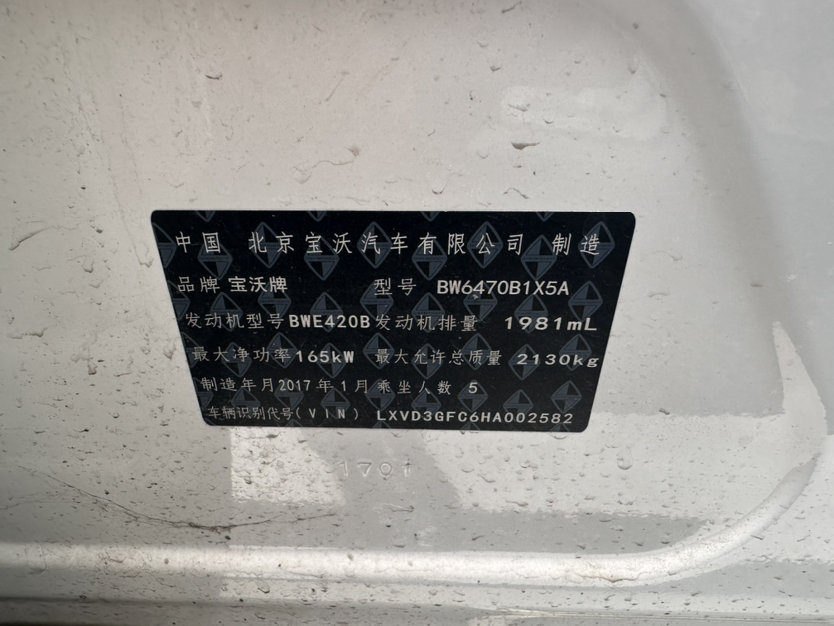 中国 北京宝沃汽车有限公司 制造
品牌 宝沃牌 型号 BW6470B1X5A
发动机型号 BWE420B 发动机排量 1981mL
最大净功率 165kW 最大允许总质量 2130kg
制造年月 2017年1月 乘坐人数 5
车辆识别代号(VIN) LXVD3GFC6HA002582
1701